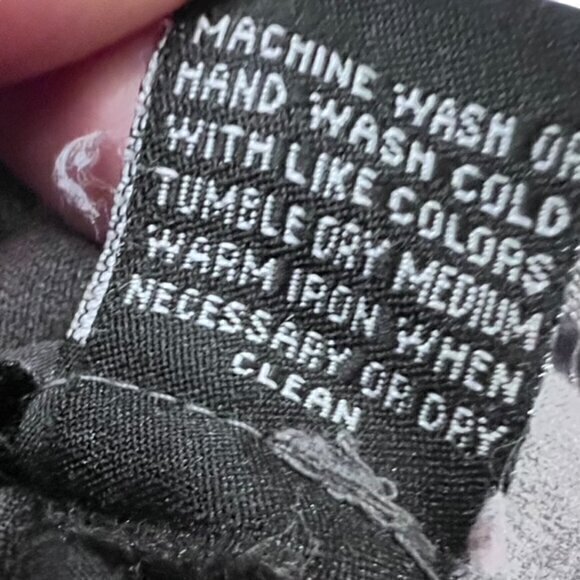 MACHINE WASH OR
HAND WASH COLD
WITH LIKE COLORS
TUMBLE DRY MEDIUM
WARM IRON WHEN
NECESSARY OR DRY
CLEAN